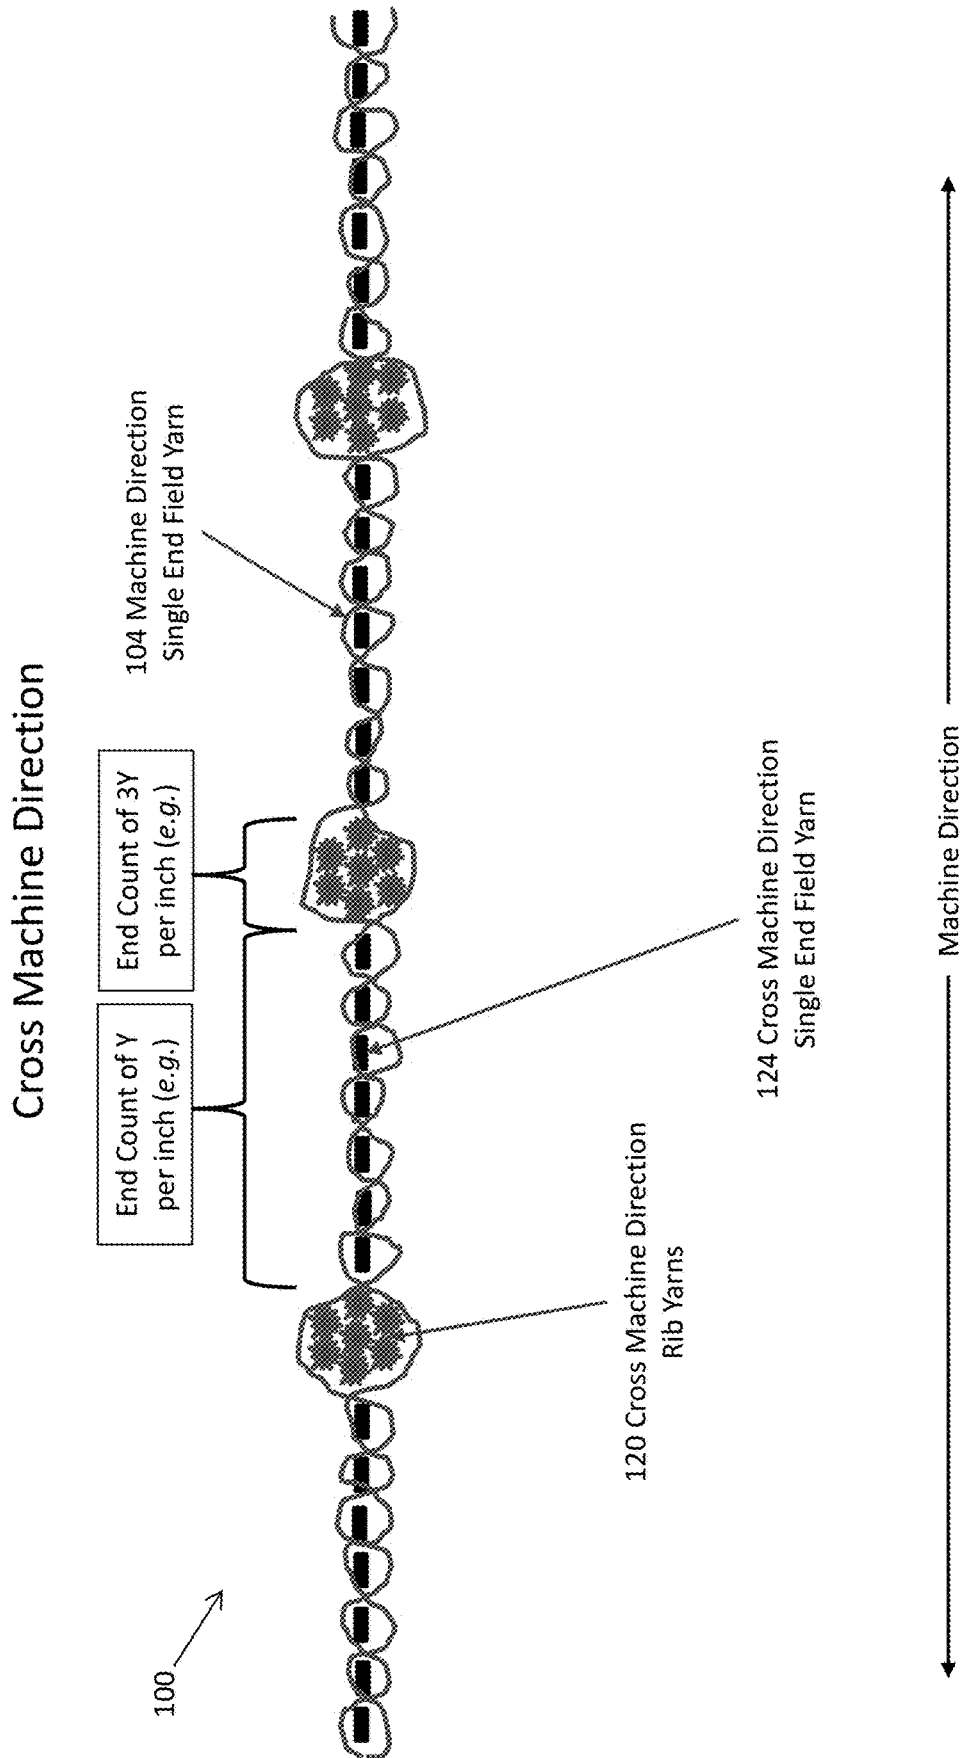 Cross Machine Direction
End Count of Y
per inch (e.g.)
End Count of 3Y
per inch (e.g.)
104 Machine Direction
Single End Field Yarn
100
120 Cross Machine Direction
Rib Yarns
124 Cross Machine Direction
Single End Field Yarn
Machine Direction